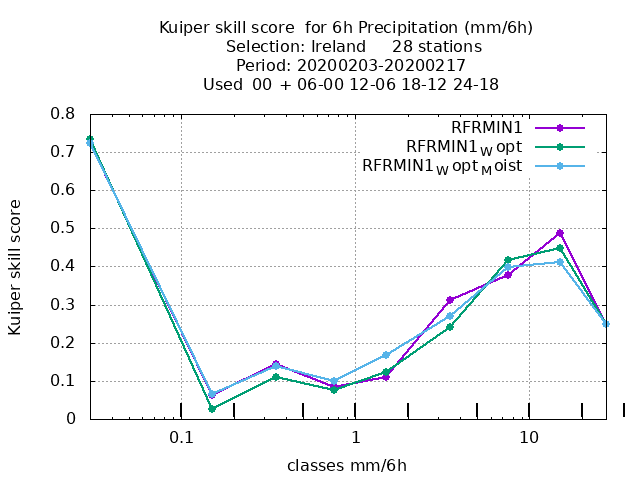 Kuiper skill score  for 6h Precipitation (mm/6h)
Selection: Ireland     28 stations
Period: 20200203-20200217
Used  00  + 06-00 12-06 18-12 24-18
RFRMIN1
RFRMIN1Wopt
RFRMIN1WoptMoist
0.8
0.7
0.6
0.5
0.4
0.3
0.2
0.1
0
Kuiper skill score
0.1 1 10
classes mm/6h